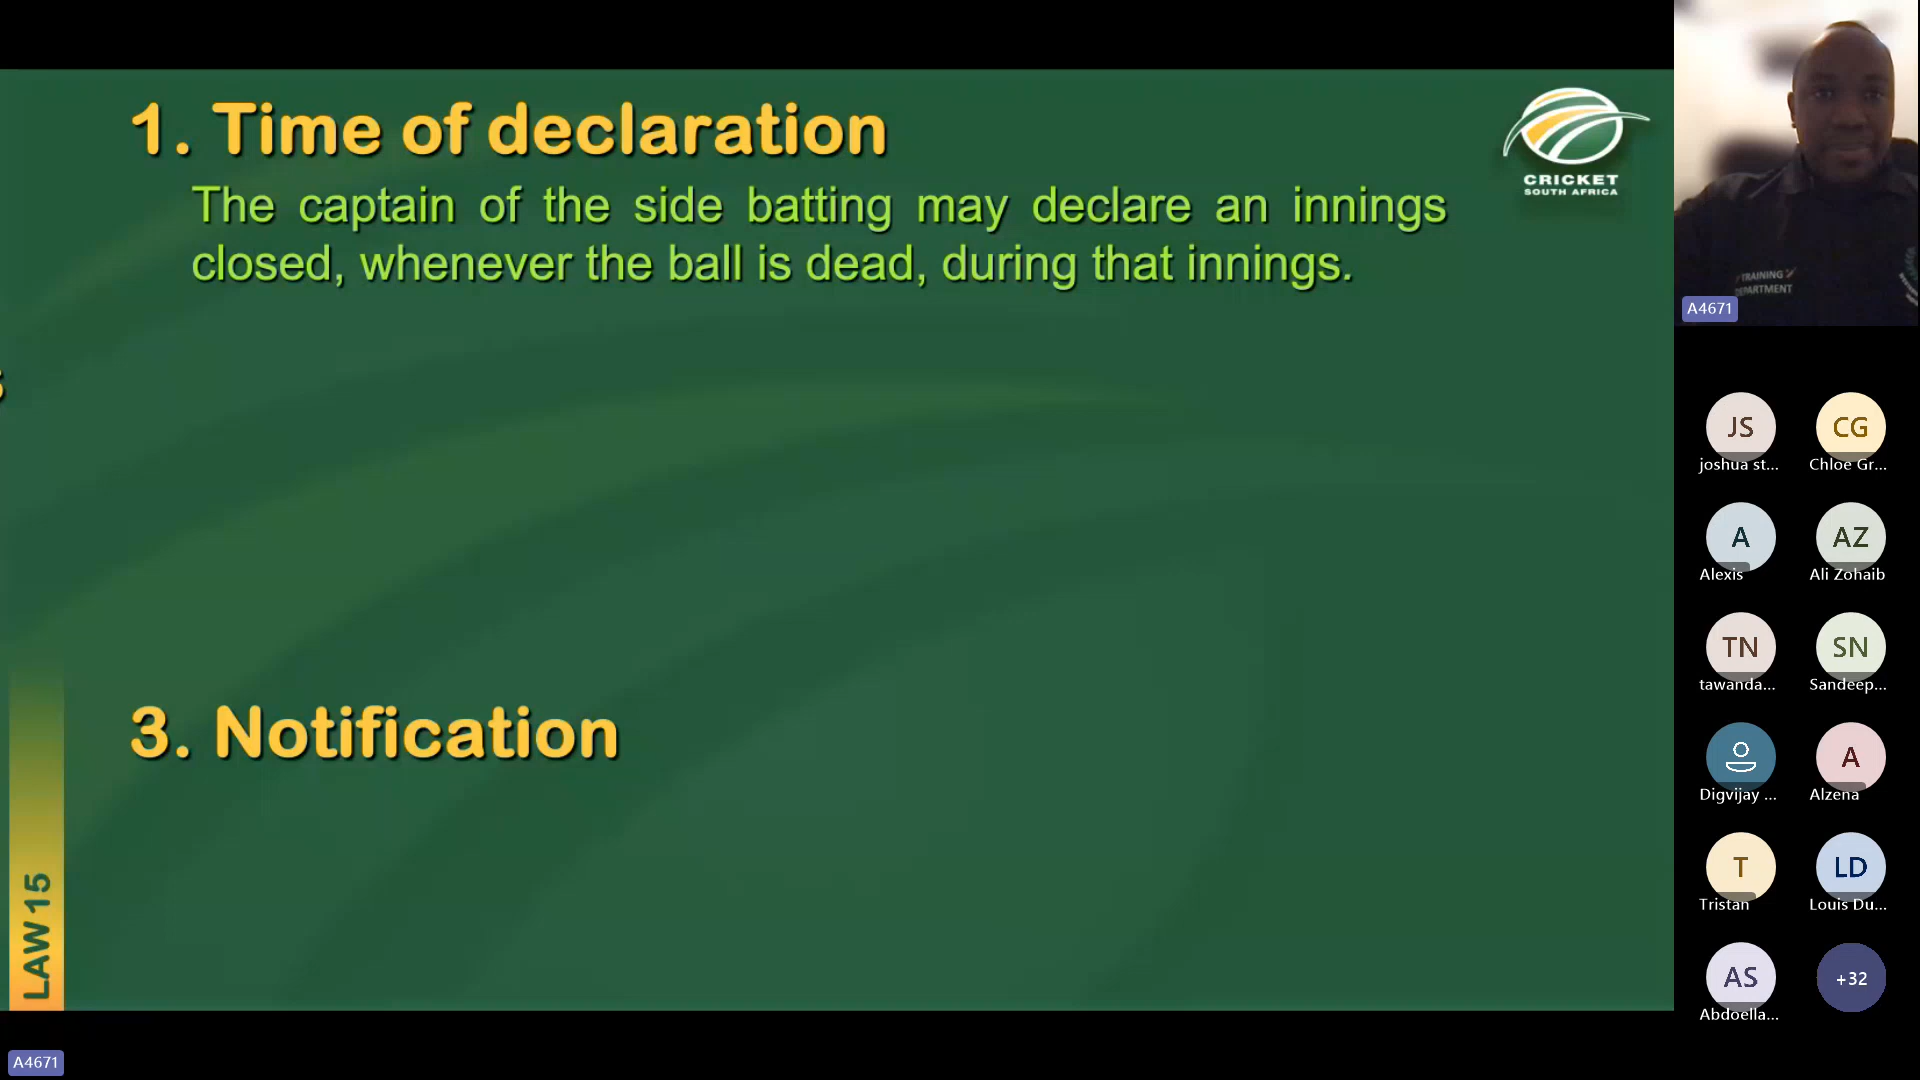 1. Time of declaration
The captain of the side batting may declare an innings
closed, whenever the ball is dead, during that innings.
3. Notification
LAW 15
CRICKET
SOUTH AFRICA
TRAINING
DEPARTMENT
A4671
JS
joshua st...
CG
Chloe Gr...
A
Alexis
AZ
Ali Zohaib
TN
tawanda...
SN
Sandeep...
Digvijay ...
A
Alzena
T
Tristan
LD
Louis Du...
AS
Abdoella...
+32
A4671